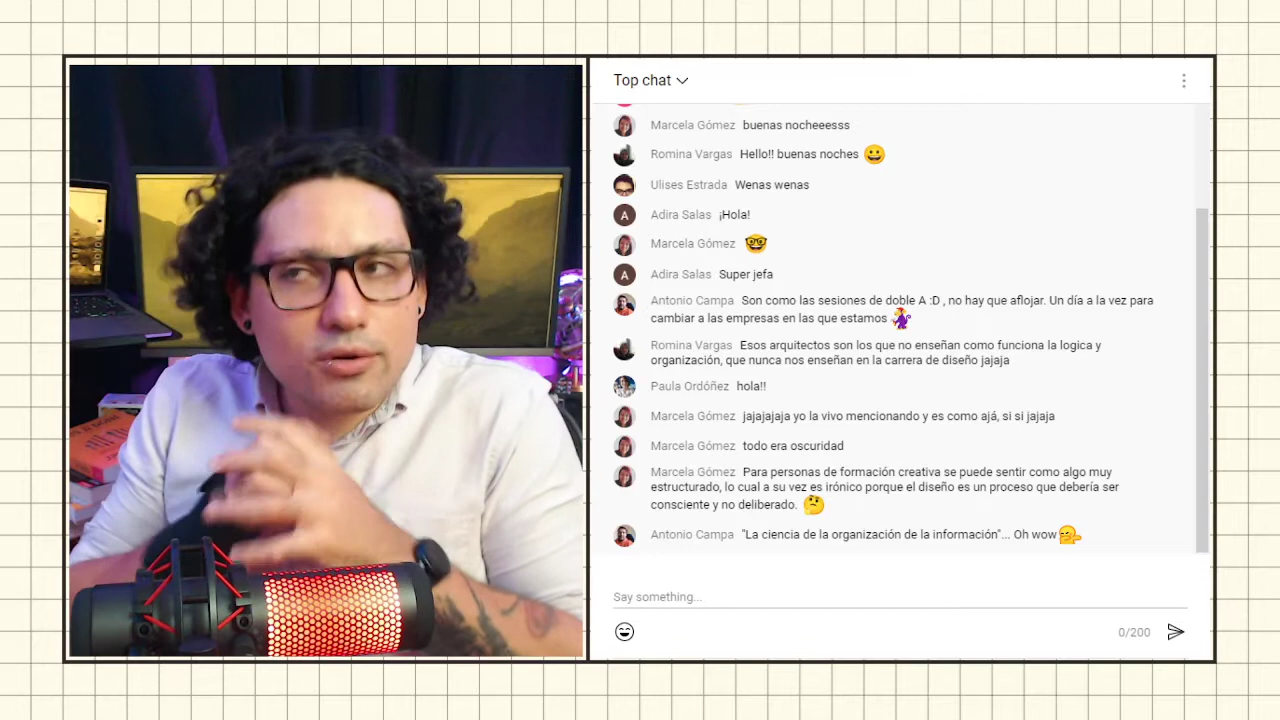 Top chat
Marcela Gómez buenas nocheeesss
Romina Vargas Hello!! buenas noches 😀
Ulises Estrada Wenas wenas
A
Adira Salas ¡Hola!
Marcela Gómez 🤓
A
Adira Salas Super jefa
Antonio Campa Son como las sesiones de doble A :D , no hay que aflojar. Un día a la vez para
cambiar a las empresas en las que estamos
Romina Vargas Esos arquitectos son los que no enseñan como funciona la logica y
organización, que nunca nos enseñan en la carrera de diseño jajaja
Paula Ordóñez hola!!
Marcela Gómez jajajajaja yo la vivo mencionando y es como ajá, si si jajaja
Marcela Gómez todo era oscuridad
Marcela Gómez Para personas de formación creativa se puede sentir como algo muy
estructurado, lo cual a su vez es irónico porque el diseño es un proceso que debería ser
consciente y no deliberado. 🤔
Antonio Campa "La ciencia de la organización de la información"... Oh wow
Say something...
0/200